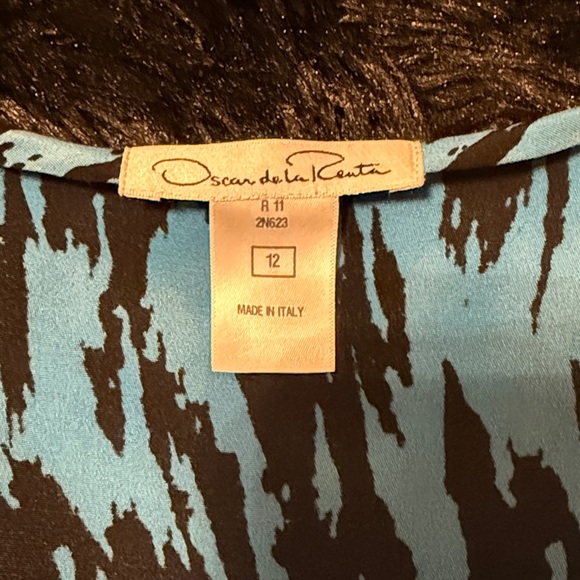 Oscar de la Renta
R 11
2N623
12
MADE IN ITALY